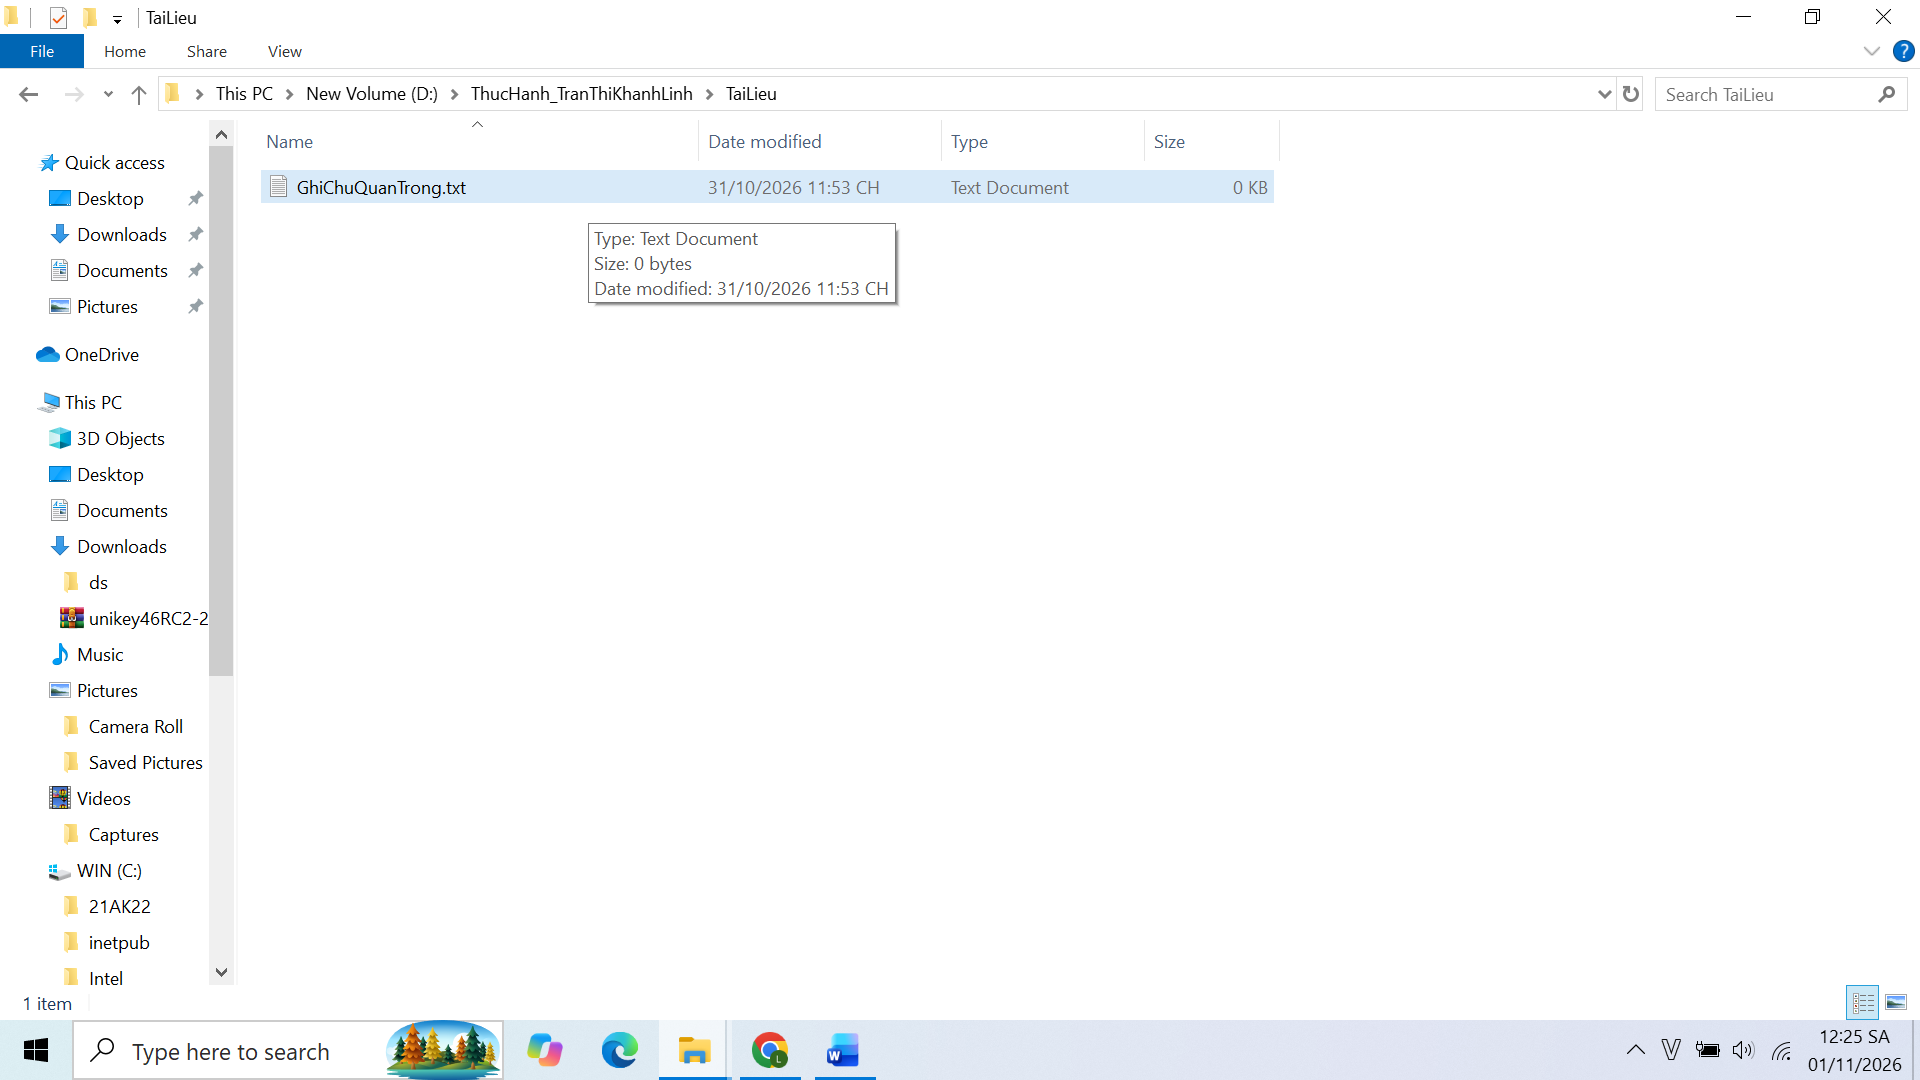 TaiLieu
File Home Share View
This PC New Volume (D:) ThucHanh_TranThiKhanhLinh TaiLieu
Search TaiLieu
Name Date modified Type Size
GhiChuQuanTrong.txt 31/10/2026 11:53 CH Text Document 0 KB
Type: Text Document
Size: 0 bytes
Date modified: 31/10/2026 11:53 CH
Quick access
Desktop
Downloads
Documents
Pictures
OneDrive
This PC
3D Objects
Desktop
Documents
Downloads
ds
unikey46RC2-2
Music
Pictures
Camera Roll
Saved Pictures
Videos
Captures
WIN (C:)
21AK22
inetpub
Intel
1 item
Type here to search
L
W
V
12:25 SA
01/11/2026